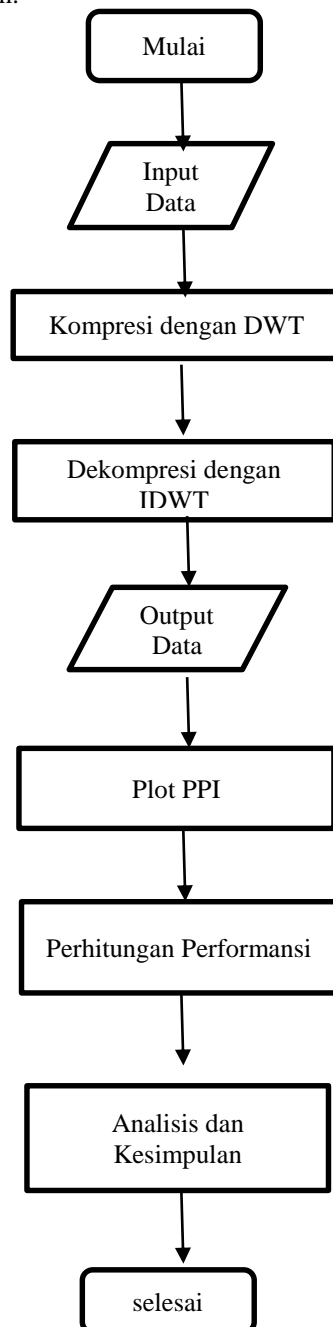 Mulai
Input
Data
Kompresi dengan DWT
Dekompresi dengan
IDWT
Output
Data
Plot PPI
Perhitungan Performansi
Analisis dan
Kesimpulan
selesai